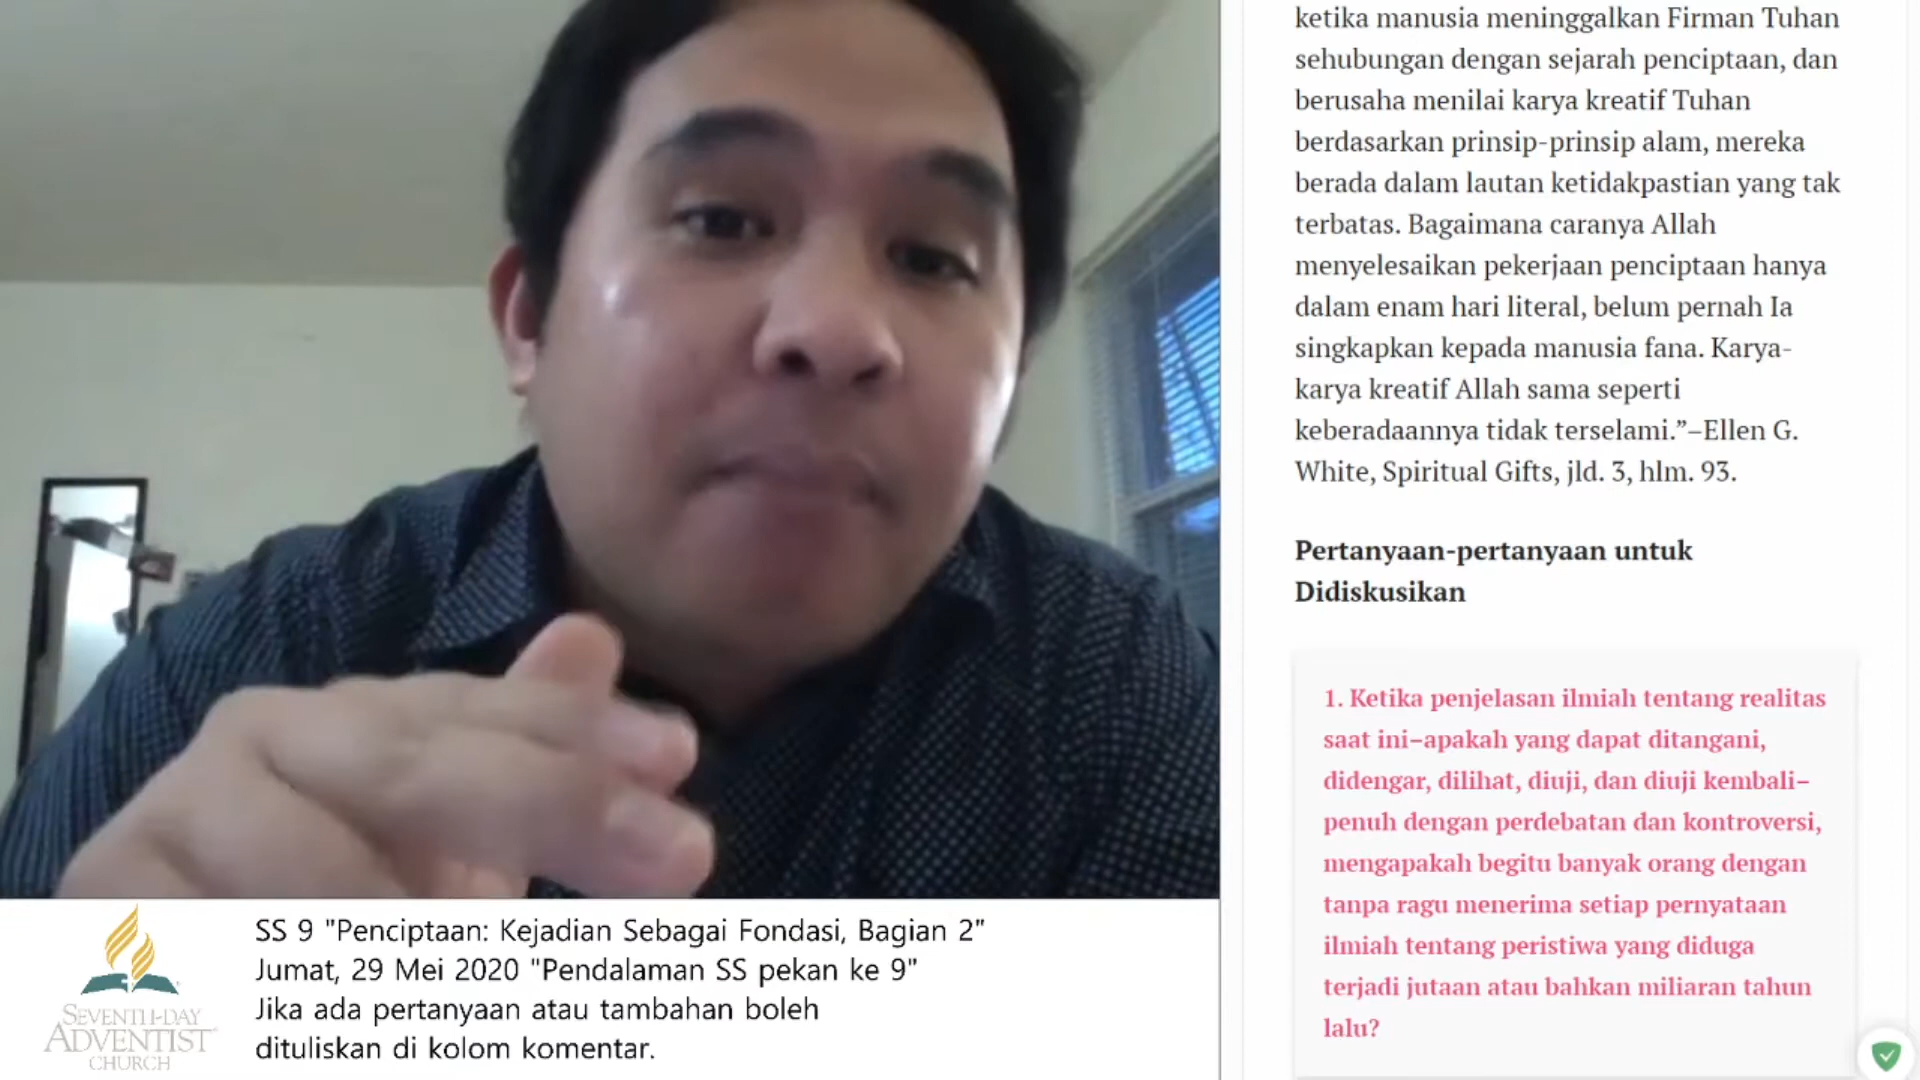 ketika manusia meninggalkan Firman Tuhan
sehubungan dengan sejarah penciptaan, dan
berusaha menilai karya kreatif Tuhan
berdasarkan prinsip-prinsip alam, mereka
berada dalam lautan ketidakpastian yang tak
terbatas. Bagaimana caranya Allah
menyelesaikan pekerjaan penciptaan hanya
dalam enam hari literal, belum pernah Ia
singkapkan kepada manusia fana. Karya-
karya kreatif Allah sama seperti
keberadaannya tidak terselami.”–Ellen G.
White, Spiritual Gifts, jld. 3, hlm. 93.
Pertanyaan-pertanyaan untuk
Didiskusikan
1. Ketika penjelasan ilmiah tentang realitas
saat ini–apakah yang dapat ditangani,
didengar, dilihat, diuji, dan diuji kembali–
penuh dengan perdebatan dan kontroversi,
mengapakah begitu banyak orang dengan
tanpa ragu menerima setiap pernyataan
ilmiah tentang peristiwa yang diduga
terjadi jutaan atau bahkan miliaran tahun
lalu?
SEVENTH-DAY
ADVENTIST
CHURCH
SS 9 "Penciptaan: Kejadian Sebagai Fondasi, Bagian 2"
Jumat, 29 Mei 2020 "Pendalaman SS pekan ke 9"
Jika ada pertanyaan atau tambahan boleh
dituliskan di kolom komentar.